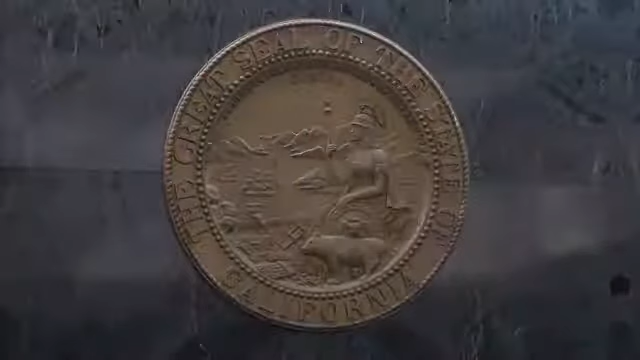 THE GREAT SEAL OF THE STATE OF
CALIFORNIA